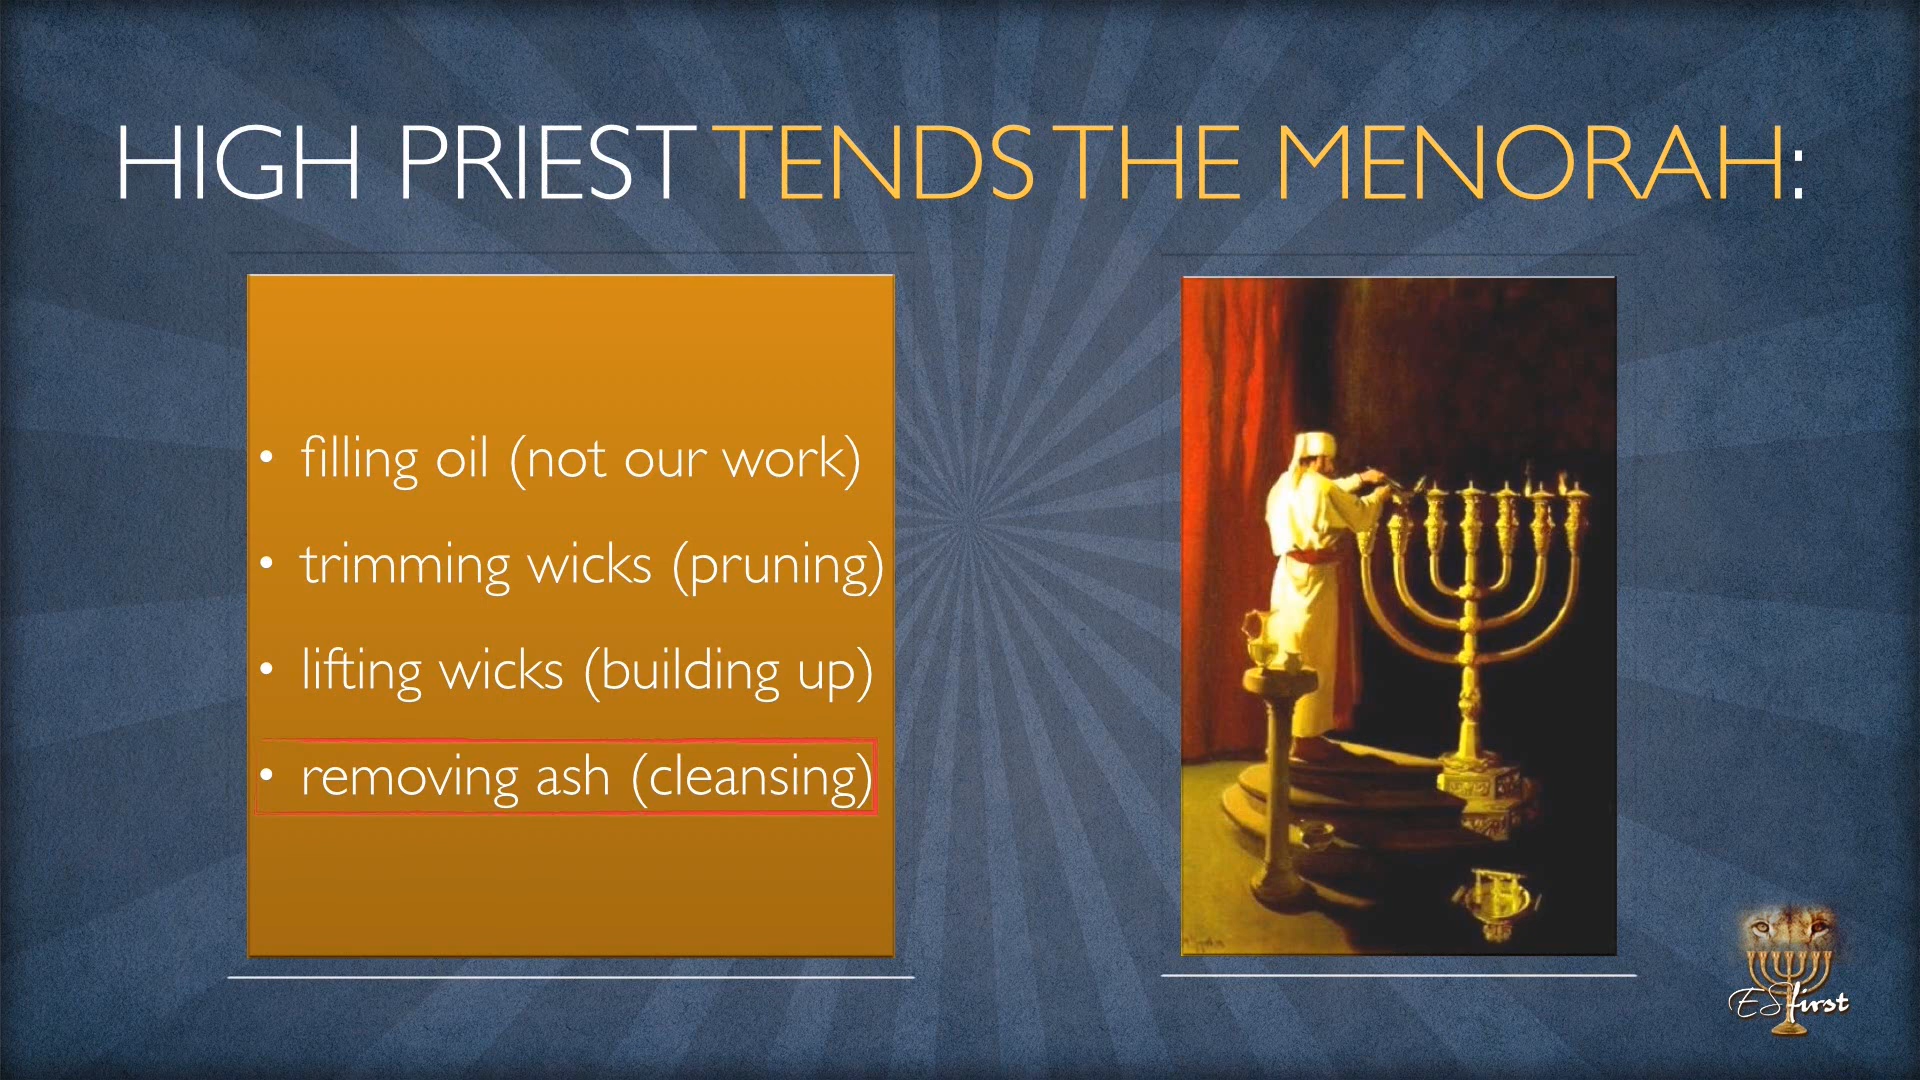 HIGH PRIEST TENDS THE MENORAH:
• filling oil (not our work)
• trimming wicks (pruning)
• lifting wicks (building up)
• removing ash (cleansing)
ESfirst